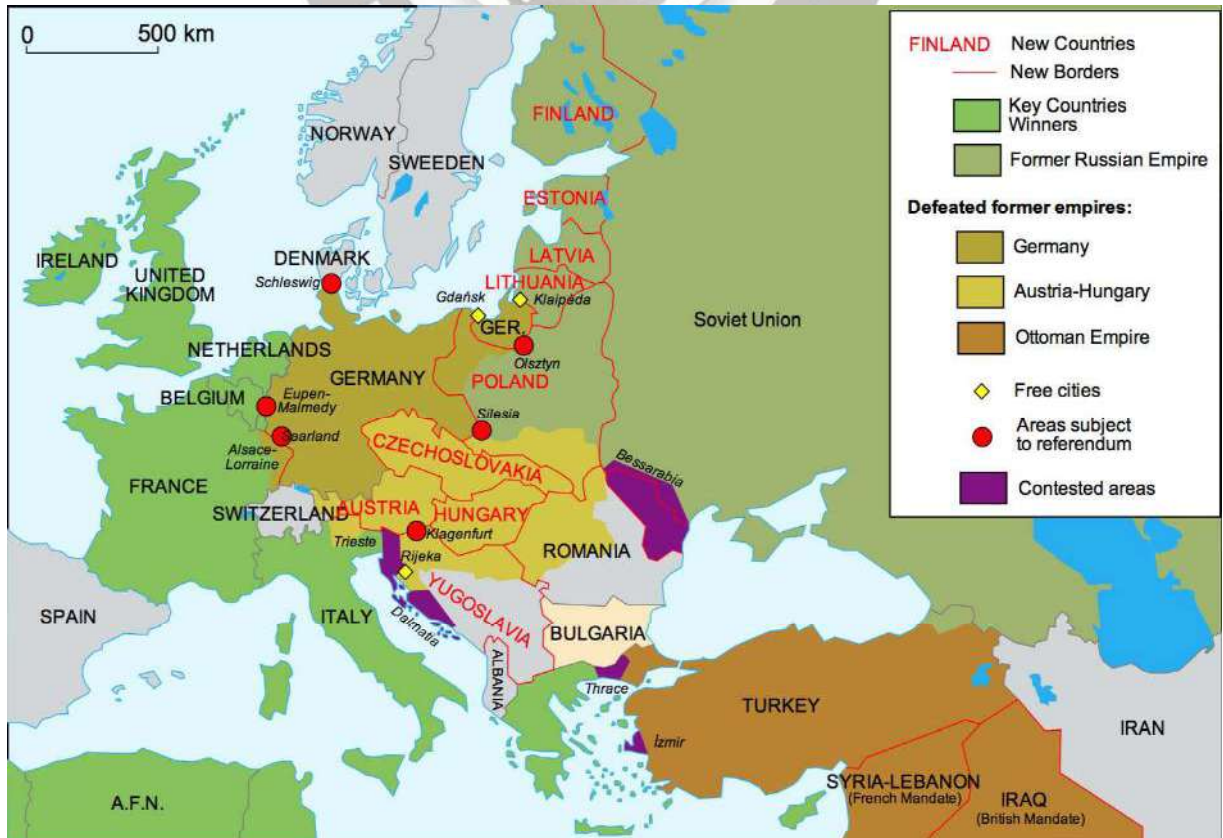 0 500 km
NORWAY
SWEEDEN
FINLAND
ESTONIA
LATVIA
LITHUANIA
Klaipėda
DENMARK
Schleswig
IRELAND
UNITED
KINGDOM
Gdańsk
GER.
Olsztyn
Soviet Union
NETHERLANDS
GERMANY
POLAND
BELGIUM
Eupen-
Malmedy
Silesia
Saarland
Alsace-
Lorraine
CZECHOSLOVAKIA
Bessarabia
FRANCE
SWITZERLAND
AUSTRIA
HUNGARY
Klagenfurt
Trieste
Rijeka
ROMANIA
YUGOSLAVIA
SPAIN
ITALY
Dalmatia
BULGARIA
ALBANIA
Thrace
TURKEY
İzmir
IRAN
SYRIA-LEBANON
(French Mandate)
IRAQ
(British Mandate)
A.F.N.
FINLAND New Countries
New Borders
Key Countries
Winners
Former Russian Empire
Defeated former empires:
Germany
Austria-Hungary
Ottoman Empire
Free cities
Areas subject
to referendum
Contested areas